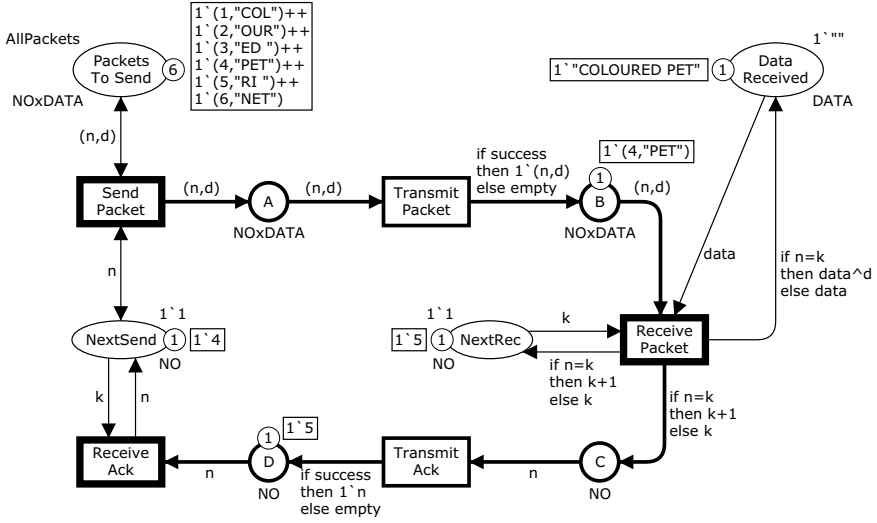 AllPackets
Packets
To Send
6
NOxDATA
1`(1,"COL")++
1`(2,"OUR")++
1`(3,"ED ")++
1`(4,"PET")++
1`(5,"RI ")++
1`(6,"NET")
1`""
1`"COLOURED PET"
1
Data
Received
DATA
(n,d)
Send
Packet
(n,d)
A
NOxDATA
(n,d)
Transmit
Packet
if success
then 1`(n,d)
else empty
1`(4,"PET")
1
B
NOxDATA
(n,d)
data
if n=k
then data^d
else data
n
1`1
NextSend
1
1`4
NO
1`1
1`5
1
NextRec
NO
k
if n=k
then k+1
else k
Receive
Packet
if n=k
then k+1
else k
k
n
Receive
Ack
n
1`5
1
D
NO
if success
then 1`n
else empty
Transmit
Ack
n
C
NO